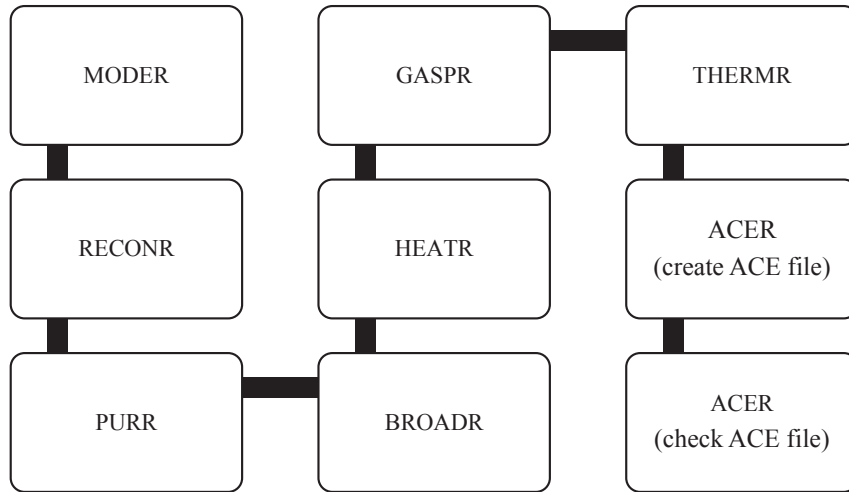 MODER
RECONR
PURR
BROADR
HEATR
GASPR
THERMR
ACER
(create ACE file)
ACER
(check ACE file)